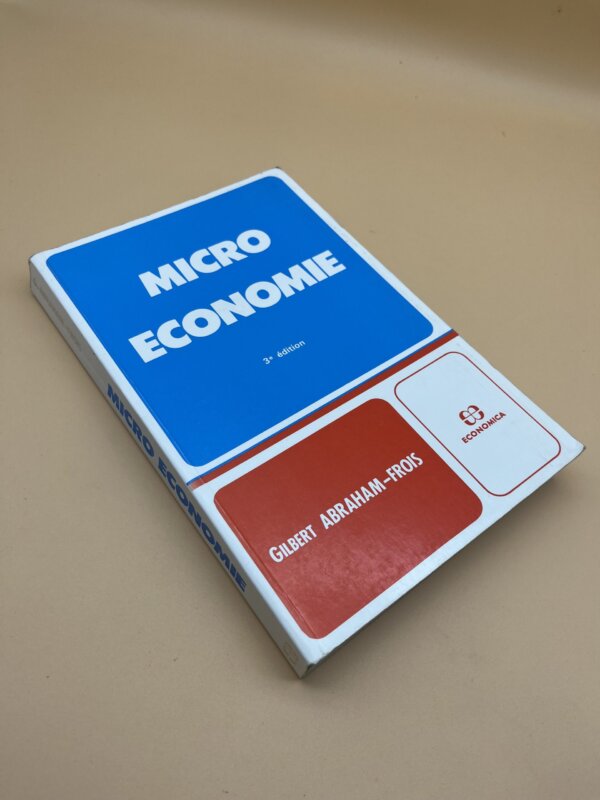 MICRO
ECONOMIE
3e édition
GILBERT ABRAHAM-FROIS
ECONOMICA
MICRO ECONOMIE